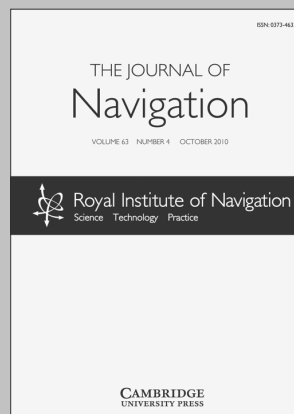 ISSN: 0373-463
THE JOURNAL OF
Navigation
VOLUME 63 NUMBER 4 OCTOBER 2010
Royal Institute of Navigation
Science Technology Practice
CAMBRIDGE
UNIVERSITY PRESS